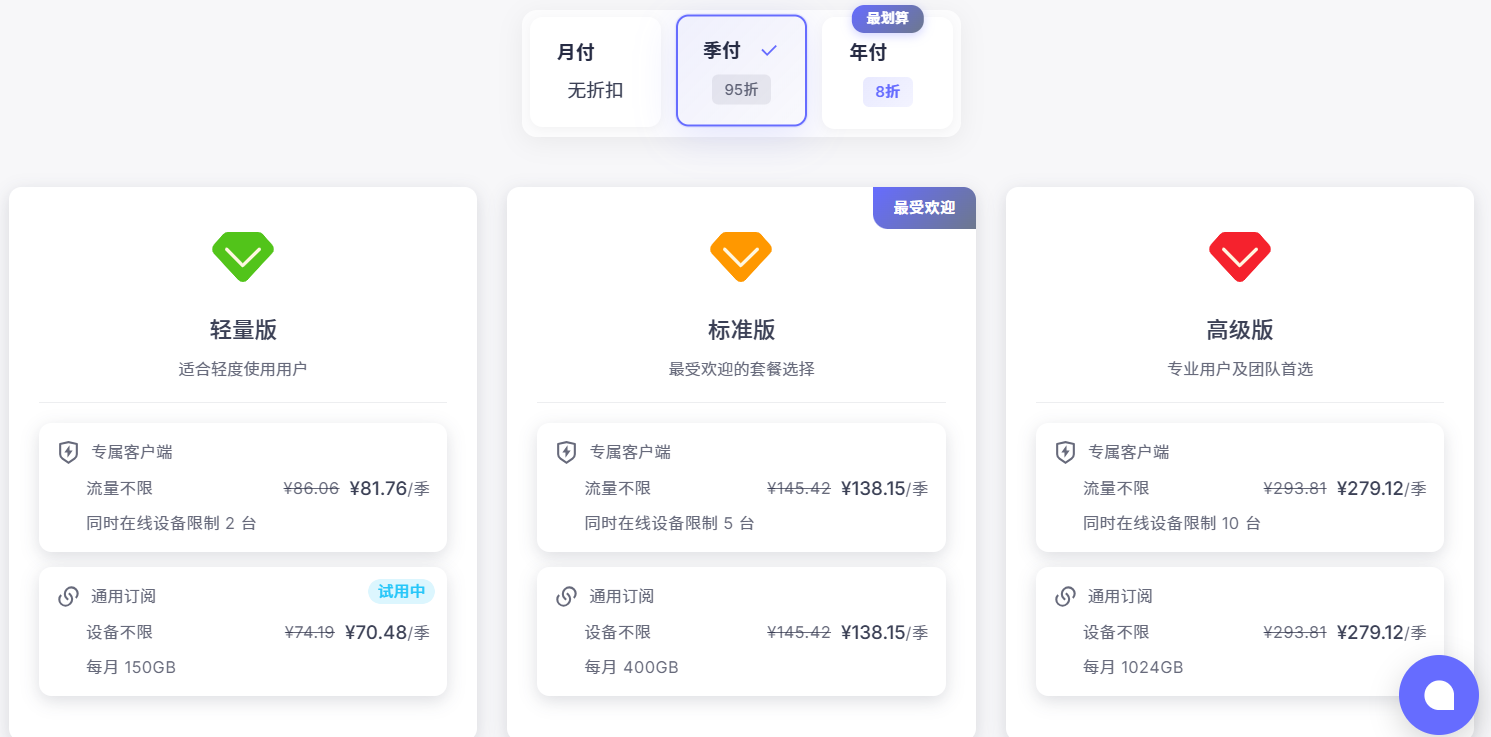 最划算
月付
季付
年付
无折扣
95折
8折
最受欢迎
轻量版
适合轻度使用用户
专属客户端
流量不限 ¥86.06 ¥81.76/季
同时在线设备限制 2 台
通用订阅 试用中
设备不限 ¥74.19 ¥70.48/季
每月 150GB
标准版
最受欢迎的套餐选择
专属客户端
流量不限 ¥145.42 ¥138.15/季
同时在线设备限制 5 台
通用订阅
设备不限 ¥145.42 ¥138.15/季
每月 400GB
高级版
专业用户及团队首选
专属客户端
流量不限 ¥293.81 ¥279.12/季
同时在线设备限制 10 台
通用订阅
设备不限 ¥293.81 ¥279.12/季
每月 1024GB